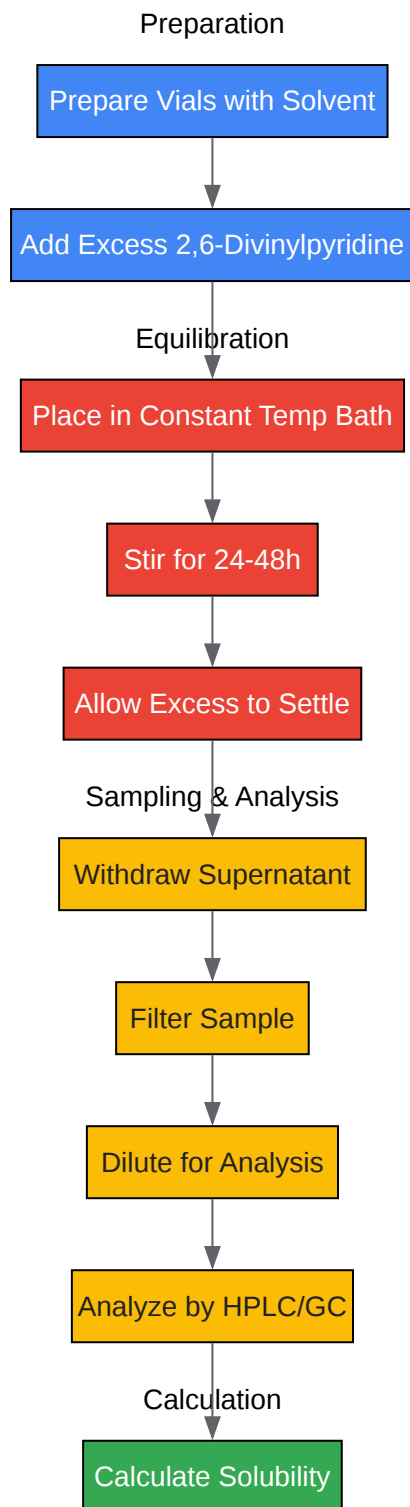 Preparation
Prepare Vials with Solvent
Add Excess 2,6-Divinylpyridine
Equilibration
Place in Constant Temp Bath
Stir for 24-48h
Allow Excess to Settle
Sampling & Analysis
Withdraw Supernatant
Filter Sample
Dilute for Analysis
Analyze by HPLC/GC
Calculation
Calculate Solubility